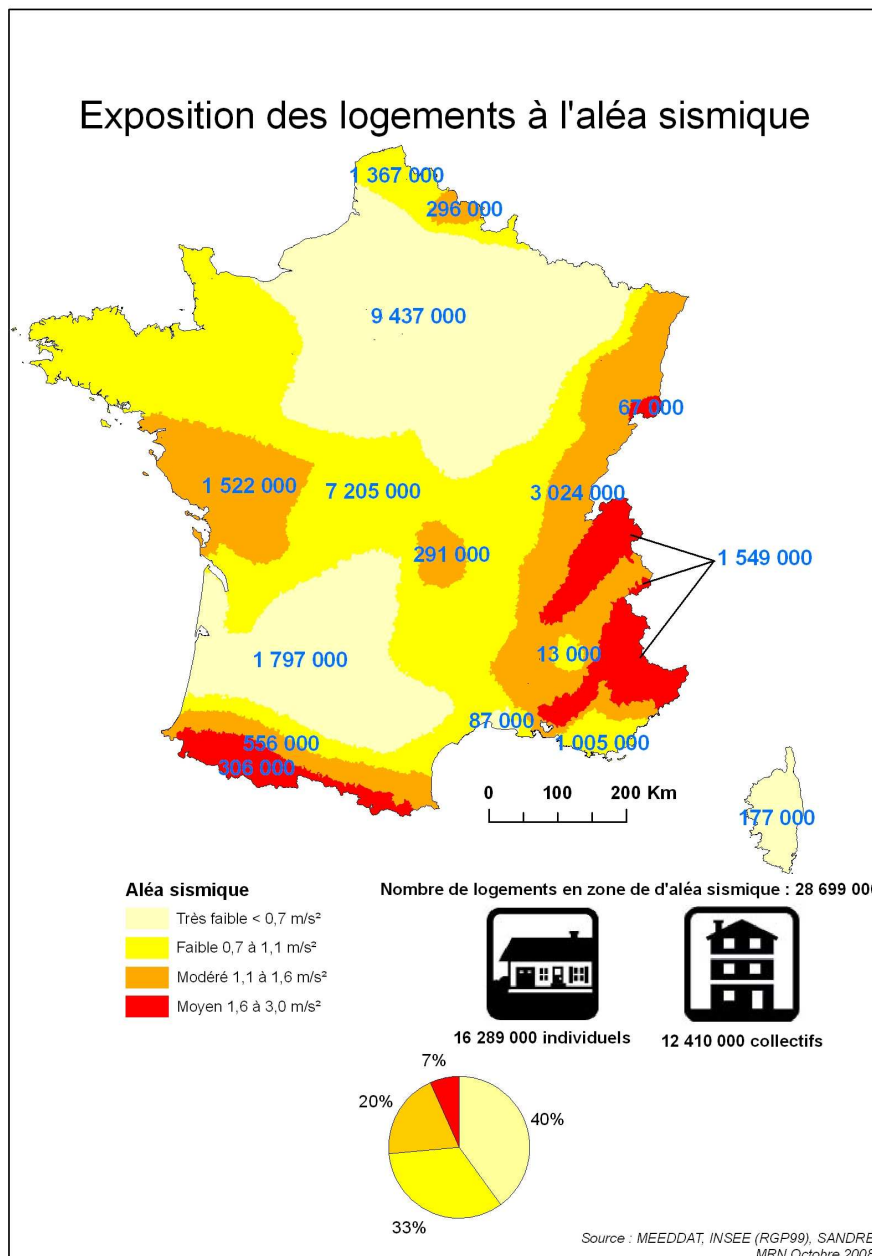 Exposition des logements à l'aléa sismique
1 367 000
296 000
9 437 000
67 000
1 522 000
7 205 000
3 024 000
291 000
1 549 000
1 797 000
13 000
87 000
556 000
1 005 000
306 000
0 100 200 Km
177 000
Aléa sismique
Très faible < 0,7 m/s²
Faible 0,7 à 1,1 m/s²
Modéré 1,1 à 1,6 m/s²
Moyen 1,6 à 3,0 m/s²
Nombre de logements en zone de d'aléa sismique : 28 699 000
16 289 000 individuels
12 410 000 collectifs
7%
20%
40%
33%
Source : MEEDDAT, INSEE (RGP99), SANDRE
MRN Octobre 2008